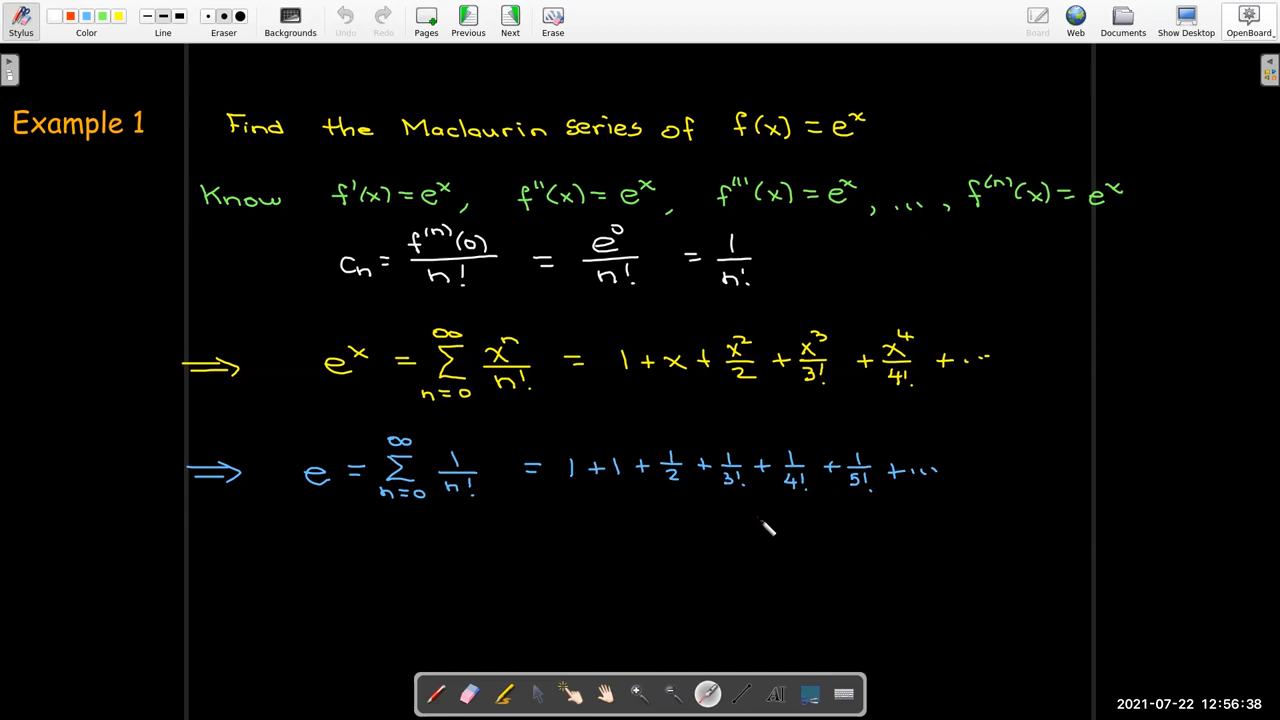 Stylus Color Line Eraser Backgrounds Undo Redo Pages Previous Next Erase Board Web Documents Show Desktop OpenBoard
Example 1 Find the Maclaurin series of f(x) = e^x
Know f'(x) = e^x, f''(x) = e^x, f'''(x) = e^x, ..., f^(n)(x) = e^x
c_n = f^(n)(0)/n! = e^0/n! = 1/n!
⟹ e^x = ∑_{n=0}^{∞} x^n/n! = 1 + x + x^2/2 + x^3/3! + x^4/4! + ...
⟹ e = ∑_{n=0}^{∞} 1/n! = 1 + 1 + 1/2 + 1/3! + 1/4! + 1/5! + ...
AI
2021-07-22 12:56:38